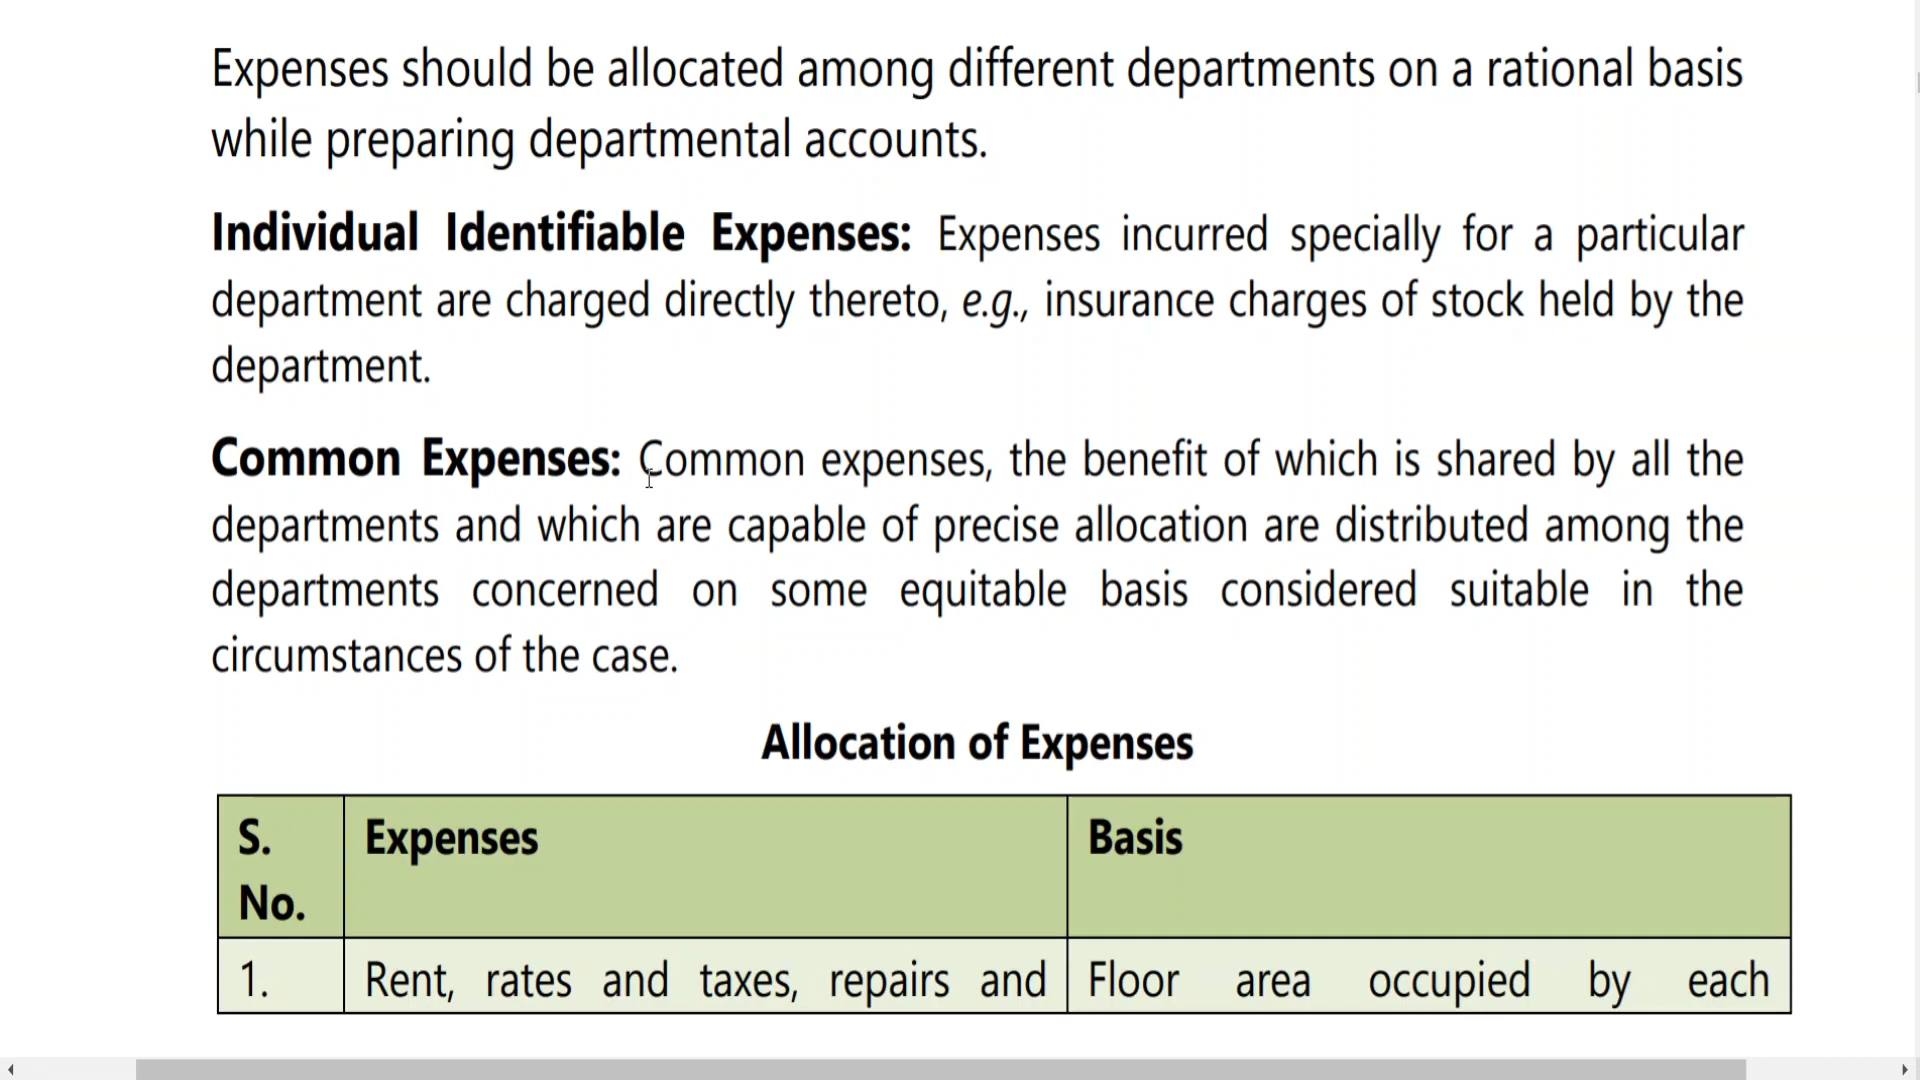 Expenses should be allocated among different departments on a rational basis
while preparing departmental accounts.
Individual Identifiable Expenses: Expenses incurred specially for a particular
department are charged directly thereto, e.g., insurance charges of stock held by the
department.
Common Expenses: Common expenses, the benefit of which is shared by all the
departments and which are capable of precise allocation are distributed among the
departments concerned on some equitable basis considered suitable in the
circumstances of the case.
Allocation of Expenses
S. No.
Expenses
Basis
1.
Rent, rates and taxes, repairs and
Floor area occupied by each